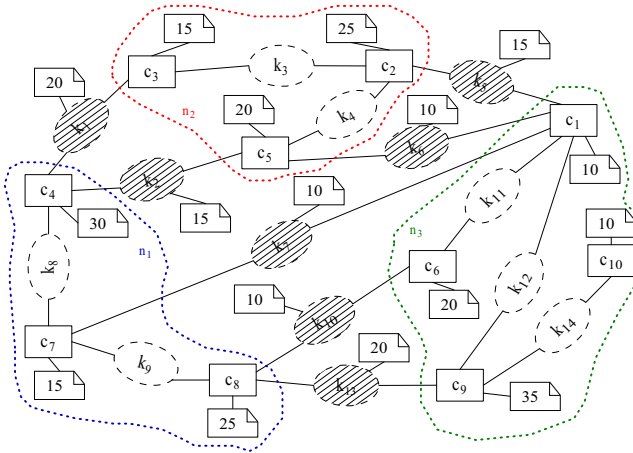 15
25
15
c₃
k₃
c₂
k₅
20
n₂
20
k₄
10
c₁
k₁
c₅
k₆
10
c₄
k₂
10
k₁₁
30
15
10
n₁
k₇
n₃
k₈
c₆
c₁₀
10
k₁₂
20
k₁₀
k₁₄
c₇
k₉
20
15
c₈
k₁₃
c₉
35
25